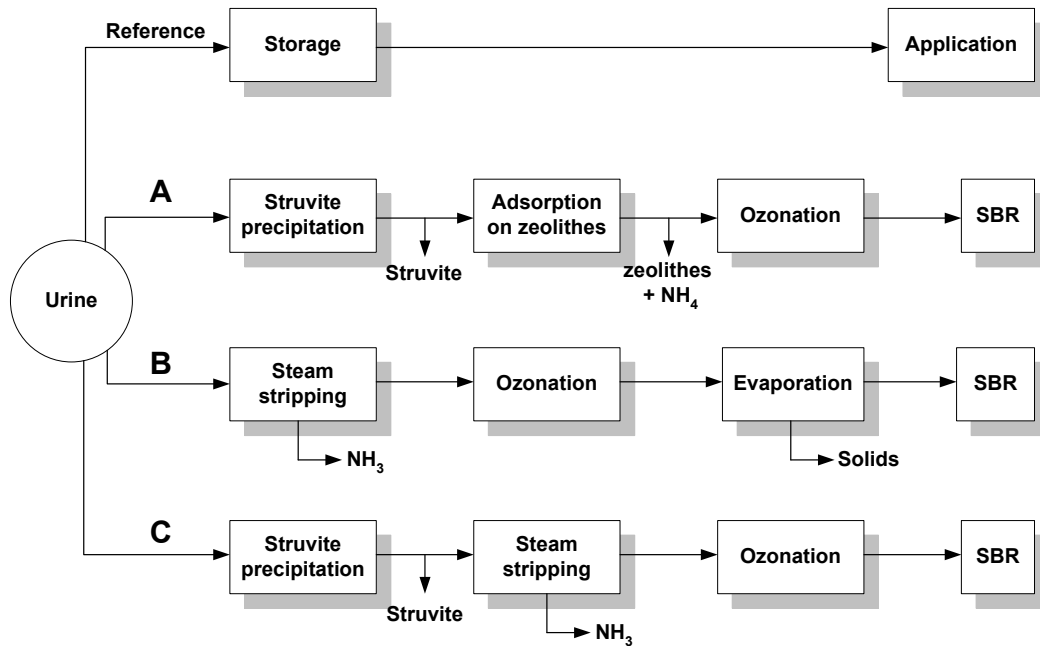 Reference
Storage
Application
A
Struvite
precipitation
Struvite
Adsorption
on zeolithes
zeolithes
+ NH4
Ozonation
SBR
Urine
B
Steam
stripping
NH3
Ozonation
Evaporation
Solids
SBR
C
Struvite
precipitation
Struvite
Steam
stripping
NH3
Ozonation
SBR